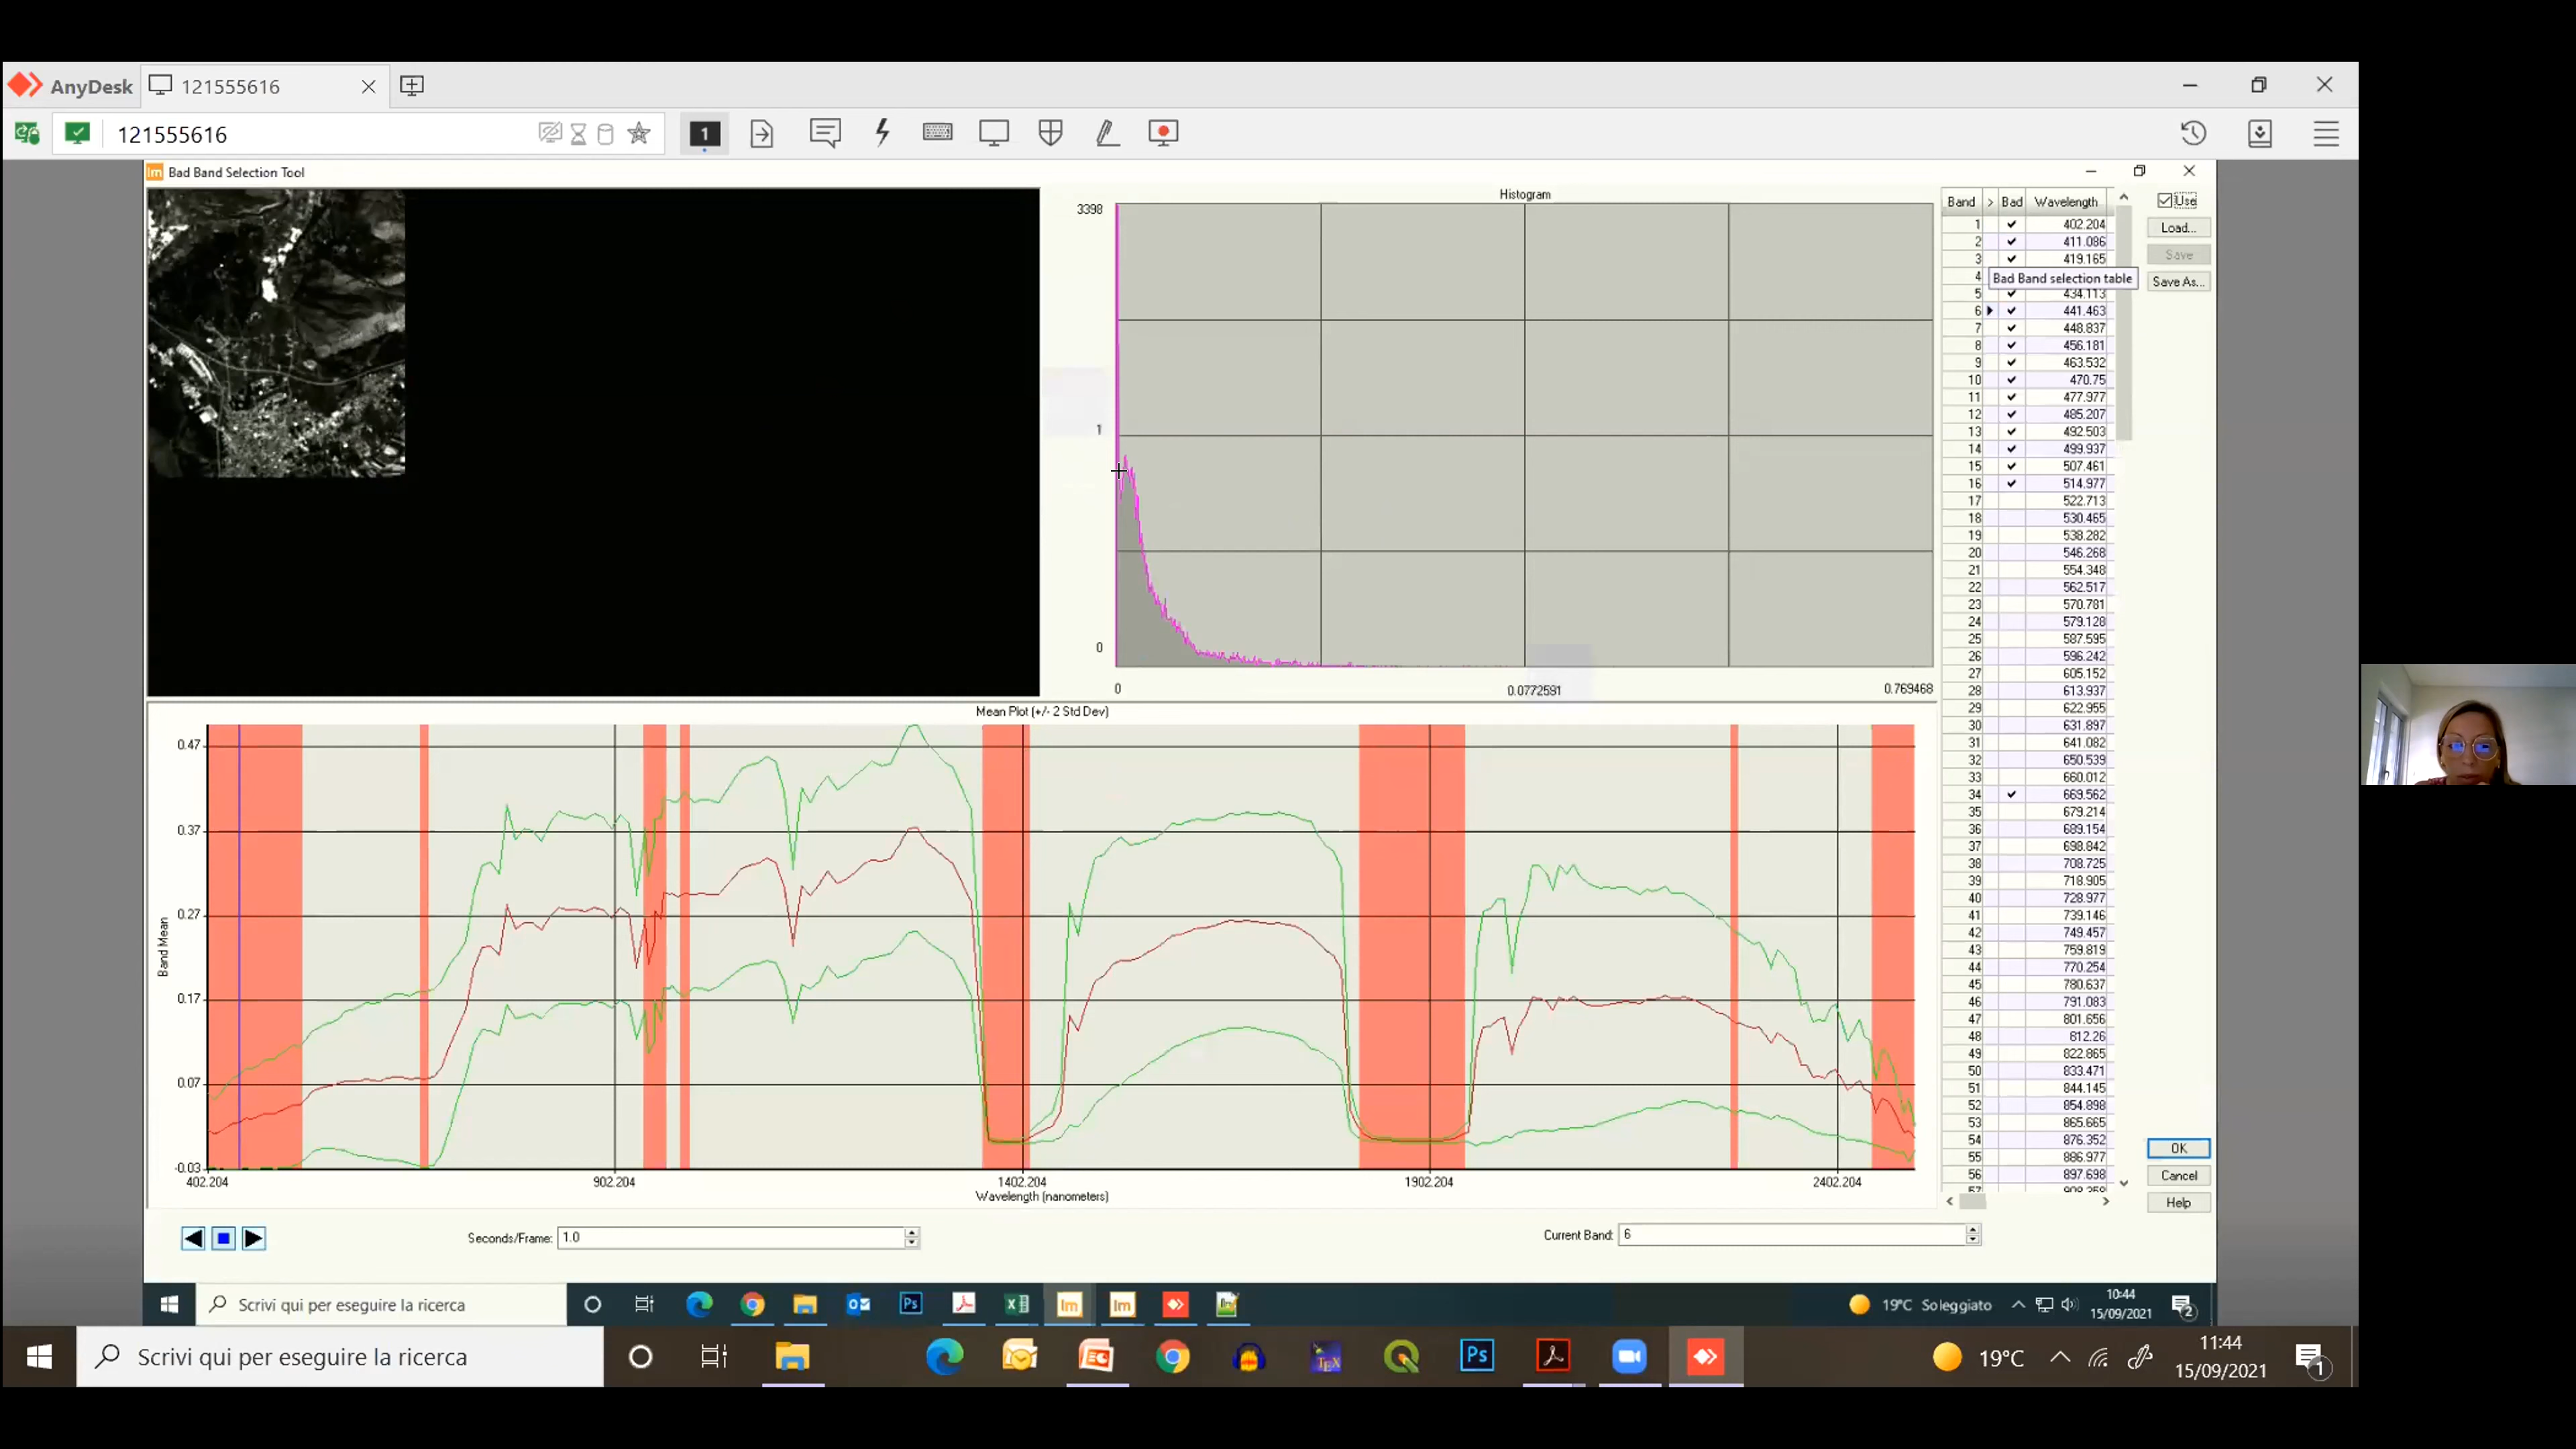 AnyDesk 121555616
121555616 1
Bad Band Selection Tool
Histogram
3398
1
0
0 0.0772591 0.769468
Band > Bad Wavelength
1 ✔ 402.204
2 ✔ 411.086
3 ✔ 419.165
4 Bad Band selection table
5 ✔ 434.113
6 ✔ 441.463
7 ✔ 448.837
8 ✔ 456.181
9 ✔ 463.532
10 ✔ 470.75
11 ✔ 477.977
12 ✔ 485.207
13 ✔ 492.503
14 ✔ 499.937
15 ✔ 507.461
16 ✔ 514.977
17 522.713
18 530.465
19 538.282
20 546.268
21 554.348
22 562.517
23 570.781
24 579.128
25 587.595
26 596.242
27 605.152
28 613.937
29 622.955
30 631.897
31 641.082
32 650.539
33 660.012
34 ✔ 669.562
35 679.214
36 689.154
37 698.842
38 708.725
39 718.905
40 728.977
41 739.146
42 749.457
43 759.819
44 770.254
45 780.637
46 791.083
47 801.656
48 812.26
49 822.865
50 833.471
51 844.145
52 854.898
53 865.665
54 876.352
55 886.977
56 897.698
Use
Load...
Save
Save As...
OK
Cancel
Help
Mean Plot (+/- 2 Std Dev)
Band Mean
0.47
0.37
0.27
0.17
0.07
-0.03
402.204 902.204 1402.204 1902.204 2402.204
Wavelength (nanometers)
Seconds/Frame: 1.0
Current Band: 6
Scrivi qui per eseguire la ricerca
19°C Soleggiato
10:44
15/09/2021
2
Scrivi qui per eseguire la ricerca
19°C
11:44
15/09/2021
1